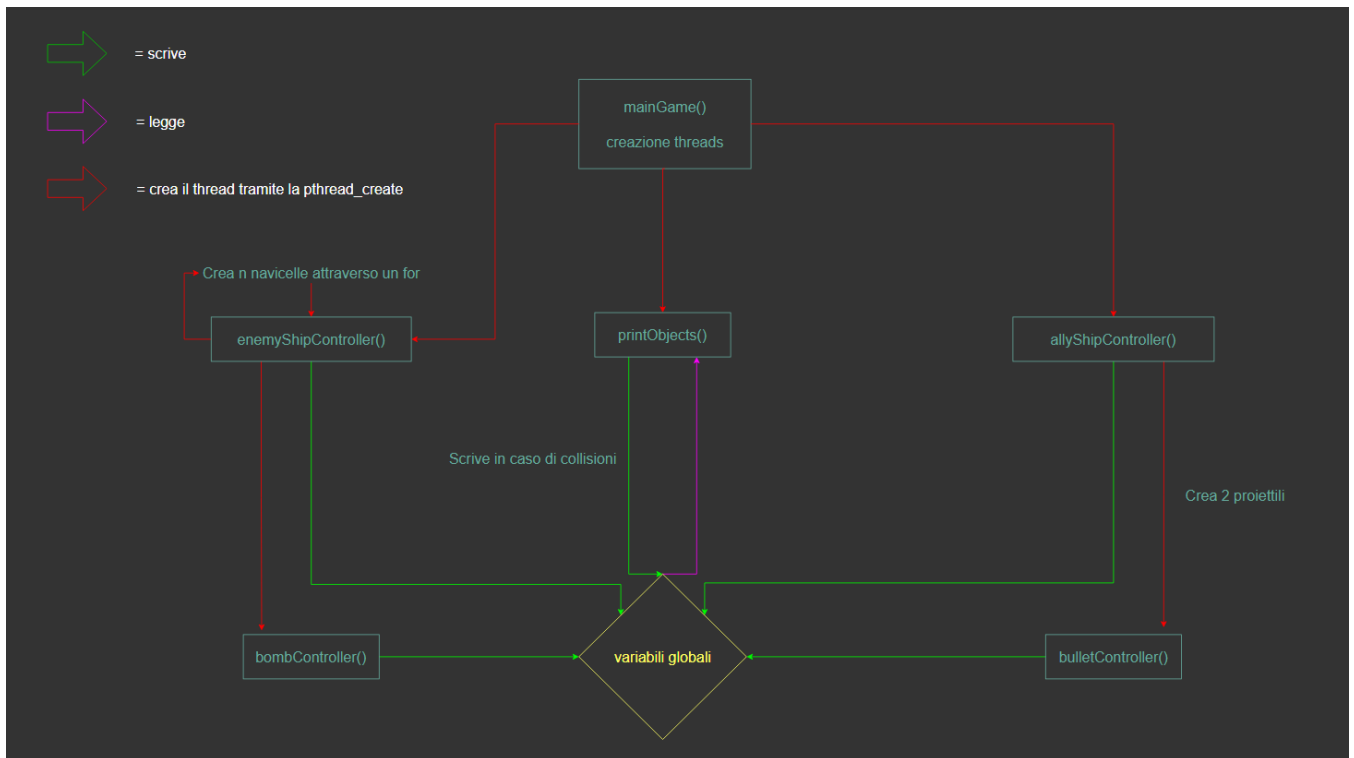 = scrive
= legge
= crea il thread tramite la pthread_create
mainGame()
creazione threads
Crea n navicelle attraverso un for
enemyShipController()
printObjects()
allyShipController()
Scrive in caso di collisioni
Crea 2 proiettili
bombController()
variabili globali
bulletController()